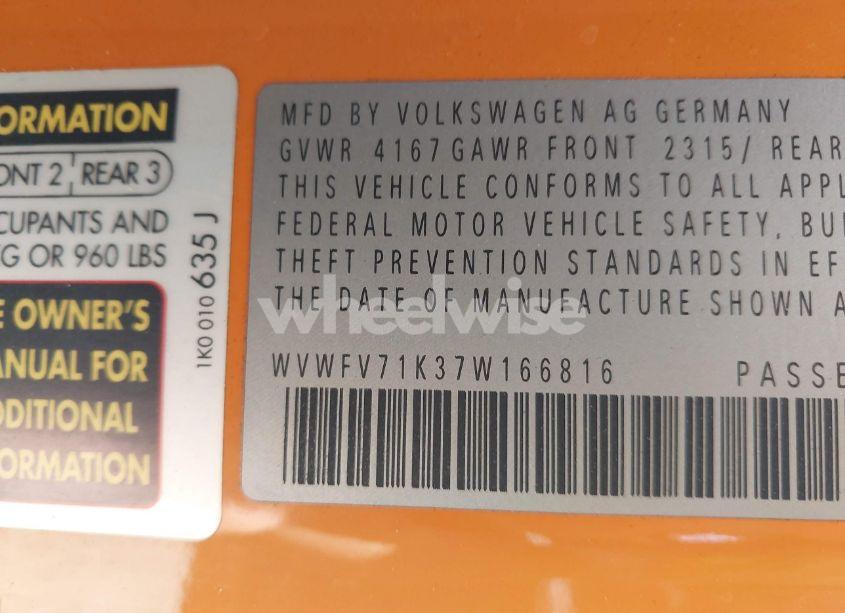 ORMATION
ONT 2 REAR 3
CUPANTS AND
G OR 960 LBS
E OWNER'S
ANUAL FOR
DDITIONAL
FORMATION
1K0 010 635 J
MFD BY VOLKSWAGEN AG GERMANY
GVWR 4167 GAWR FRONT 2315/ REAR
THIS VEHICLE CONFORMS TO ALL APPL
FEDERAL MOTOR VEHICLE SAFETY, BU
THEFT PREVENTION STANDARDS IN EF
THE DATE OF MANUFACTURE SHOWN A
wheelwise
WVWFV71K37W166816 PASSE